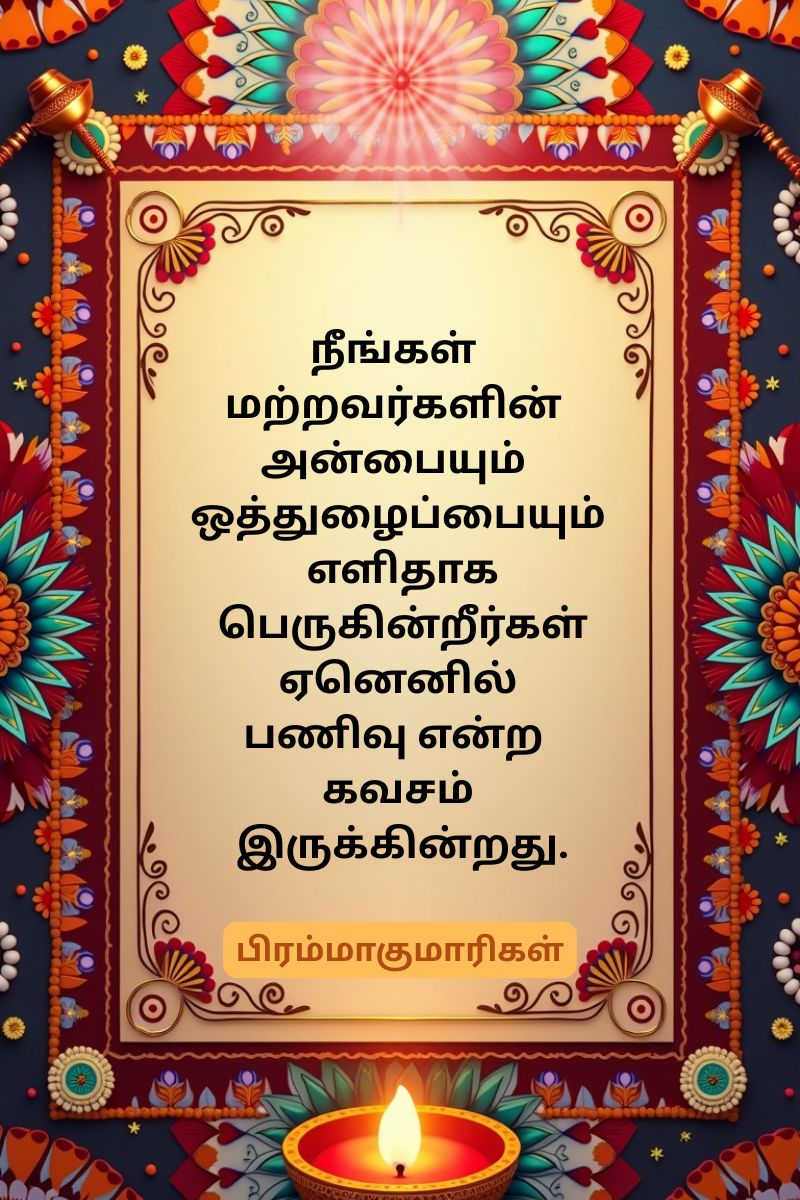 நீங்கள்
மற்றவர்களின்
அன்பையும்
ஒத்துழைப்பையும்
எளிதாக
பெருகின்றீர்கள்
ஏனெனில்
பணிவு என்ற
கவசம்
இருக்கின்றது.
பிரம்மாகுமாரிகள்